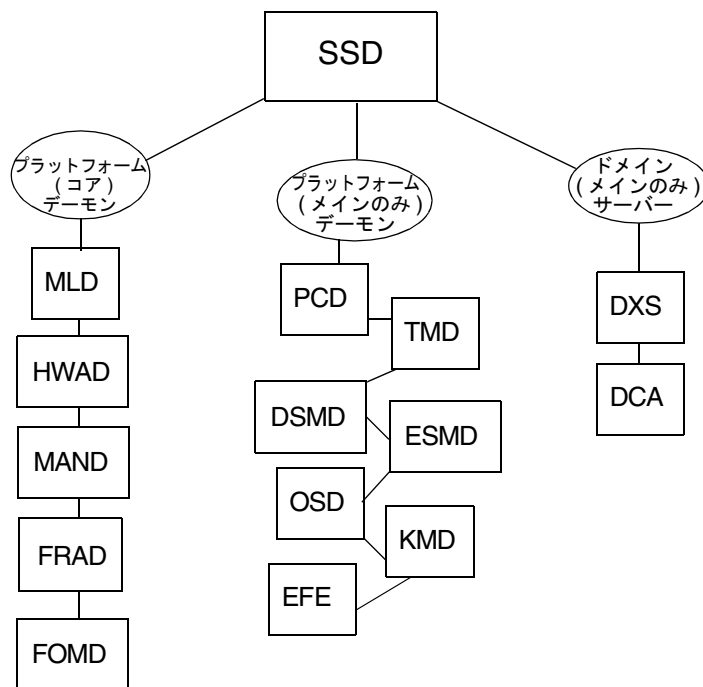 SSD
プラットフォーム
(コア)
デーモン
プラットフォーム
(メインのみ)
デーモン
ドメイン
(メインのみ)
サーバー
MLD
HWAD
MAND
FRAD
FOMD
PCD
TMD
DSMD
ESMD
OSD
KMD
EFE
DXS
DCA